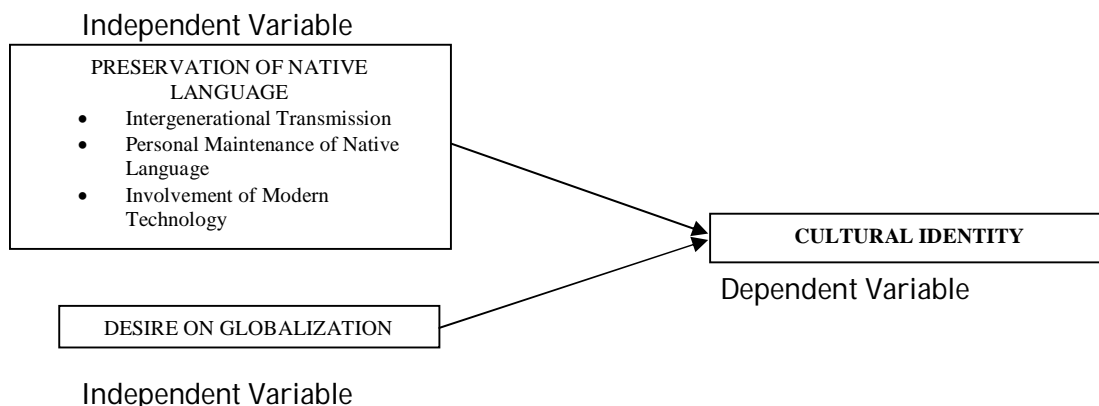 Independent Variable
PRESERVATION OF NATIVE
LANGUAGE
• Intergenerational Transmission
• Personal Maintenance of Native
Language
• Involvement of Modern
Technology
CULTURAL IDENTITY
Dependent Variable
DESIRE ON GLOBALIZATION
Independent Variable